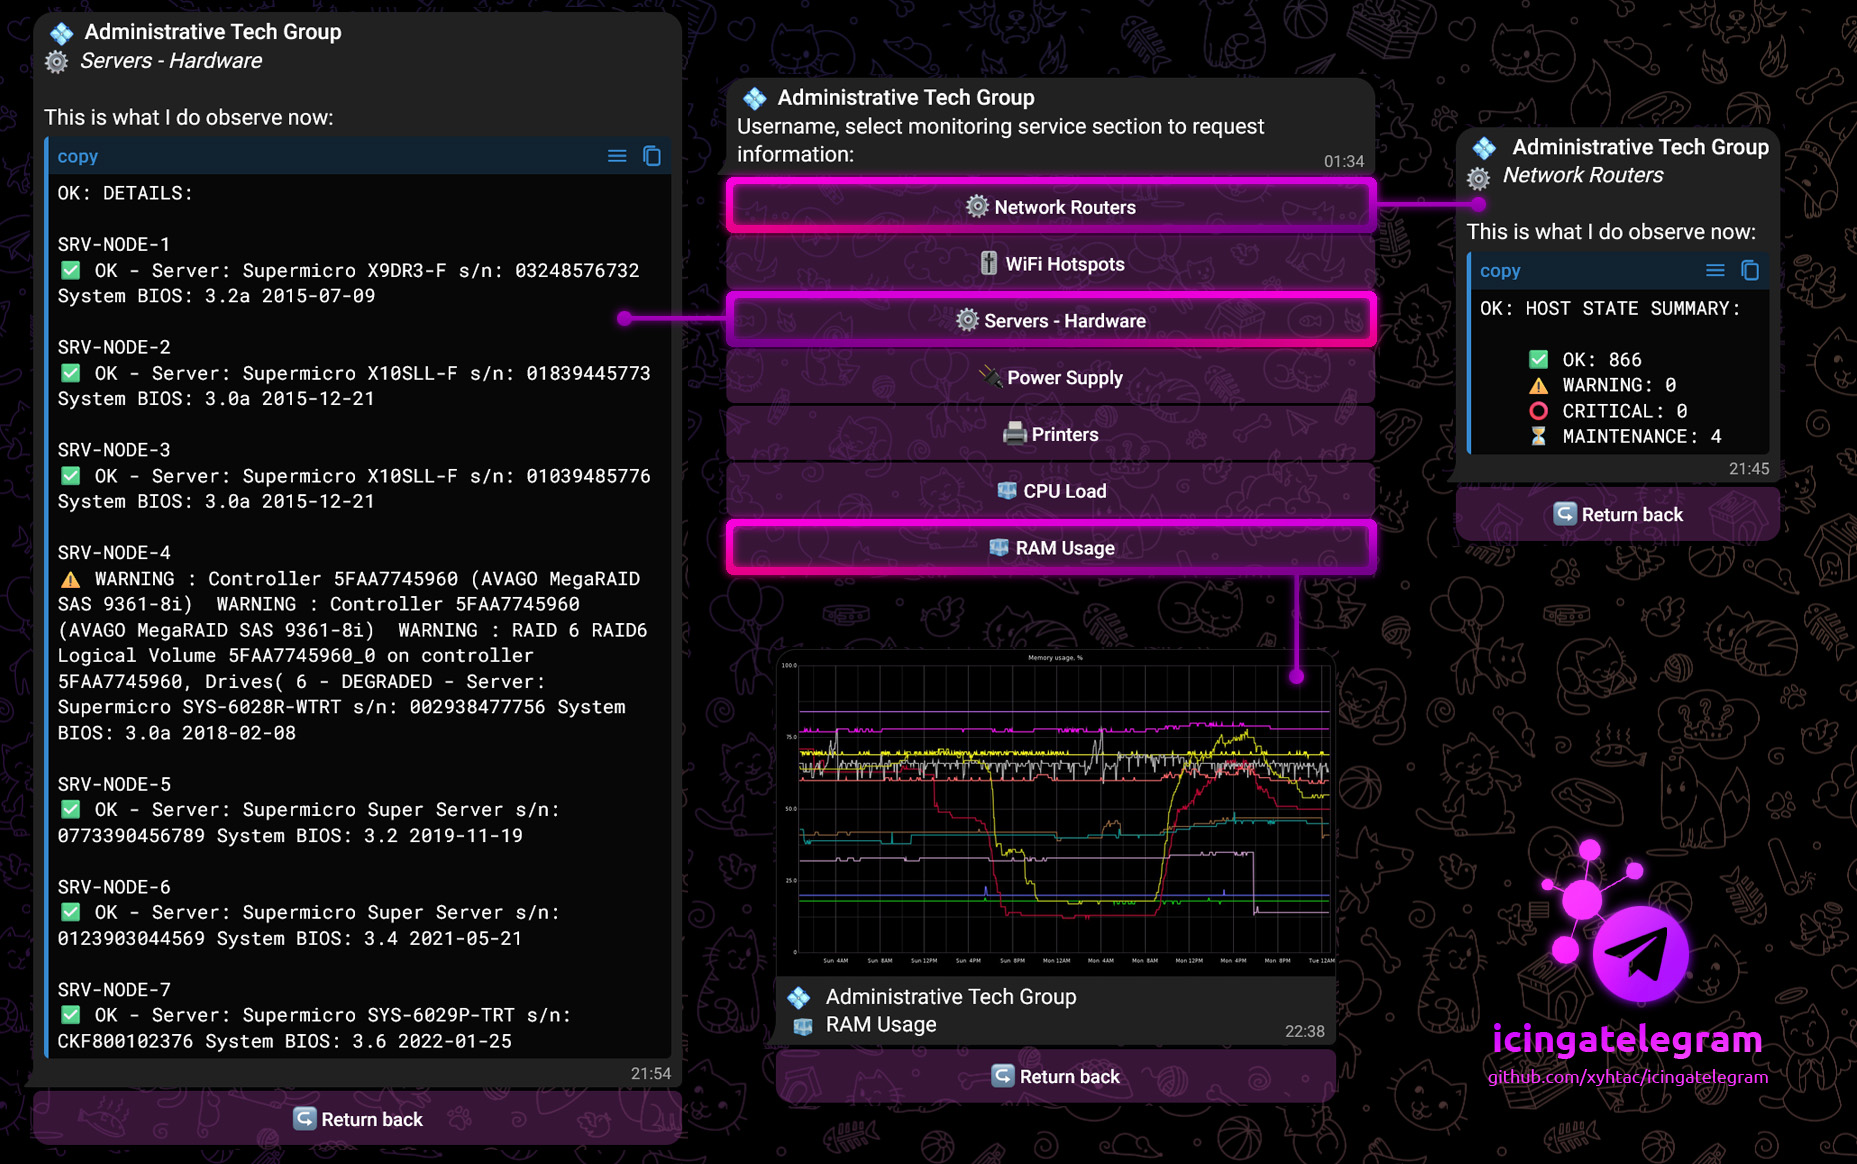 Administrative Tech Group
Servers - Hardware
This is what I do observe now:
copy
OK: DETAILS:
SRV-NODE-1
OK - Server: Supermicro X9DR3-F s/n: 03248576732
System BIOS: 3.2a 2015-07-09
SRV-NODE-2
OK - Server: Supermicro X10SLL-F s/n: 01839445773
System BIOS: 3.0a 2015-12-21
SRV-NODE-3
OK - Server: Supermicro X10SLL-F s/n: 01039485776
System BIOS: 3.0a 2015-12-21
SRV-NODE-4
WARNING : Controller 5FAA7745960 (AVAGO MegaRAID
SAS 9361-8i)  WARNING : Controller 5FAA7745960
(AVAGO MegaRAID SAS 9361-8i)  WARNING : RAID 6 RAID6
Logical Volume 5FAA7745960_0 on controller
5FAA7745960, Drives( 6 - DEGRADED - Server:
Supermicro SYS-6028R-WTRT s/n: 002938477756 System
BIOS: 3.0a 2018-02-08
SRV-NODE-5
OK - Server: Supermicro Super Server s/n:
0773390456789 System BIOS: 3.2 2019-11-19
SRV-NODE-6
OK - Server: Supermicro Super Server s/n:
0123903044569 System BIOS: 3.4 2021-05-21
SRV-NODE-7
OK - Server: Supermicro SYS-6029P-TRT s/n:
CKF800102376 System BIOS: 3.6 2022-01-25
21:54
Return back
Administrative Tech Group
Username, select monitoring service section to request
information:
01:34
Network Routers
WiFi Hotspots
Servers - Hardware
Power Supply
Printers
CPU Load
RAM Usage
Memory usage, %
100.0
75.0
50.0
25.0
0
Sun 4AM Sun 8AM Sun 12PM Sun 4PM Sun 8PM Mon 12AM Mon 4AM Mon 8AM Mon 12PM Mon 4PM Mon 8PM Tue 12AM
Administrative Tech Group
RAM Usage
22:38
Return back
Administrative Tech Group
Network Routers
This is what I do observe now:
copy
OK: HOST STATE SUMMARY:
OK: 866
WARNING: 0
CRITICAL: 0
MAINTENANCE: 4
21:45
Return back
icingatelegram
github.com/xyhtac/icingatelegram